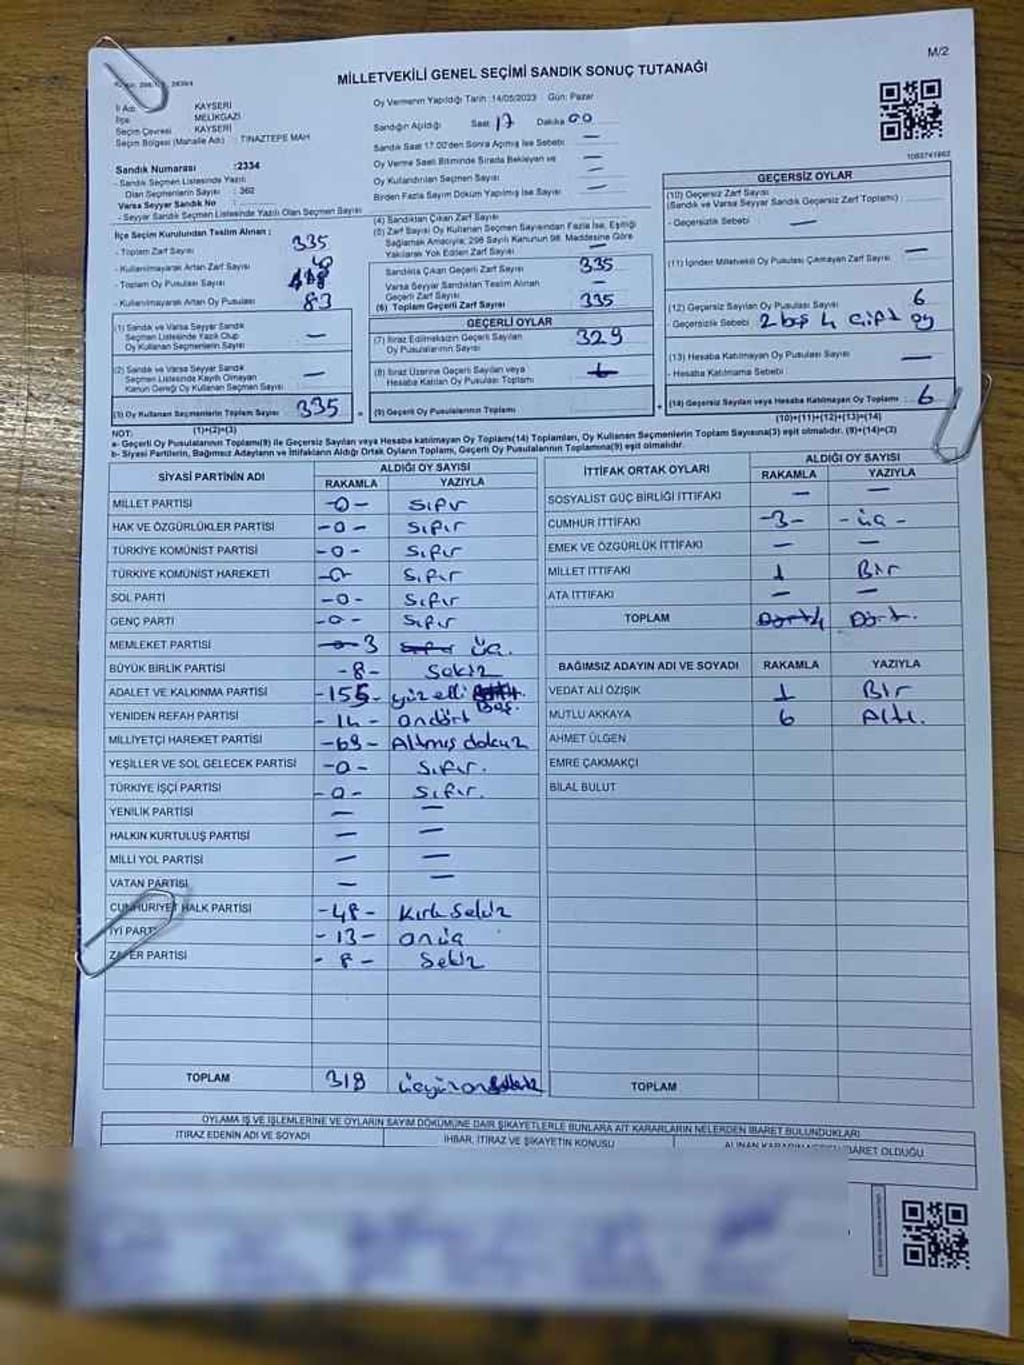 M/2
MİLLETVEKİLİ GENEL SEÇİMİ SANDIK SONUÇ TUTANAĞI
İl Adı : KAYSERİ
İlçe : MELİKGAZİ
Seçim Çevresi : KAYSERİ
Seçim Bölgesi (Mahalle Adı) : TINAZTEPE MAH
Sandık Numarası :2334
- Sandık Seçmen Listesinde Yazılı
Olan Seçmenlerin Sayısı : 362
Varsa Seyyar Sandık No :
- Seyyar Sandık Seçmen Listesinde Yazılı Olan Seçmen Sayısı
İlçe Seçim Kurulundan Teslim Alınan :
- Toplam Zarf Sayısı 335
- Kullanılmayarak Artan Zarf Sayısı
- Toplam Oy Pusulası Sayısı
- Kullanılmayarak Artan Oy Pusulası 83
(1) Sandık ve Varsa Seyyar Sandık
Seçmen Listesinde Yazılı Olup
Oy Kullanan Seçmenlerin Sayısı —
(2) Sandık ve Varsa Seyyar Sandık
Seçmen Listesinde Kayıtlı Olmayan
Kanun Gereği Oy Kullanan Seçmen Sayısı —
(3) Oy Kullanan Seçmenlerin Toplam Sayısı 335
(1)+(2)=(3)
Oy Vermenin Yapıldığı Tarih :14/05/2023 Gün: Pazar
Sandığın Açıldığı Saat 17 Dakika 00
Sandık Saat 17.00'den Sonra Açılmış İse Sebebi —
Oy Verme Saati Bitiminde Sırada Bekleyen ve
Oy Kullandırılan Seçmen Sayısı —
Birden Fazla Sayım Döküm Yapılmış İse Sayısı —
(4) Sandıktan Çıkan Zarf Sayısı
(5) Zarf Sayısı Oy Kullanan Seçmen Sayısından Fazla İse, Eşitliği
Sağlamak Amacıyla; 298 Sayılı Kanunun 98. Maddesine Göre
Yakılarak Yok Edilen Zarf Sayısı
Sandıkta Çıkan Geçerli Zarf Sayısı 335
Varsa Seyyar Sandıktan Teslim Alınan
Geçerli Zarf Sayısı —
(6) Toplam Geçerli Zarf Sayısı 335
GEÇERLİ OYLAR
(7) İtiraz Edilmeksizin Geçerli Sayılan
Oy Pusulalarının Sayısı 329
(8) İtiraz Üzerine Geçerli Sayılan veya
Hesaba Katılan Oy Pusulası Toplamı
(9) Geçerli Oy Pusulalarının Toplamı
1083741862
GEÇERSİZ OYLAR
(10) Geçersiz Zarf Sayısı
(Sandık ve Varsa Seyyar Sandık Geçersiz Zarf Toplamı) :
- Geçersizlik Sebebi : —
(11) İçinden Milletvekili Oy Pusulası Çıkmayan Zarf Sayısı —
(12) Geçersiz Sayılan Oy Pusulası Sayısı 6
- Geçersizlik Sebebi : 2 boş 4 çift oy
(13) Hesaba Katılmayan Oy Pusulası Sayısı —
- Hesaba Katılmama Sebebi :
(14) Geçersiz Sayılan veya Hesaba Katılmayan Oy Toplamı : 6
(10)+(11)+(12)+(13)=(14)
NOT:
a- Geçerli Oy Pusulalarının Toplamı(9) ile Geçersiz Sayılan veya Hesaba katılmayan Oy Toplamı(14) Toplamları, Oy Kullanan Seçmenlerin Toplam Sayısına(3) eşit olmalıdır. (9)+(14)=(3)
b- Siyasi Partilerin, Bağımsız Adayların ve İttifakların Aldığı Ortak Oyların Toplamı, Geçerli Oy Pusulalarının Toplamına(9) eşit olmalıdır.
SİYASİ PARTİNİN ADI ALDIĞI OY SAYISI
RAKAMLA YAZIYLA
MİLLET PARTİSİ -0- Sıfır
HAK VE ÖZGÜRLÜKLER PARTİSİ -0- Sıfır
TÜRKİYE KOMÜNİST PARTİSİ -0- Sıfır
TÜRKİYE KOMÜNİST HAREKETİ -0- Sıfır
SOL PARTİ -0- Sıfır
GENÇ PARTİ -0- Sıfır
MEMLEKET PARTİSİ 3 üç.
BÜYÜK BİRLİK PARTİSİ -8- Sekiz
ADALET VE KALKINMA PARTİSİ -155- yüz elli Beş.
YENİDEN REFAH PARTİSİ -14- ondört
MİLLİYETÇİ HAREKET PARTİSİ -69- Altmış dokuz
YEŞİLLER VE SOL GELECEK PARTİSİ -0- Sıfır.
TÜRKİYE İŞÇİ PARTİSİ -0- Sıfır.
YENİLİK PARTİSİ — —
HALKIN KURTULUŞ PARTİSİ — —
MİLLİ YOL PARTİSİ — —
VATAN PARTİSİ — —
CUMHURİYET HALK PARTİSİ -48- Kırk Sekiz
İYİ PARTİ -13- onüç
ZAFER PARTİSİ -8- Sekiz
TOPLAM 318
İTTİFAK ORTAK OYLARI ALDIĞI OY SAYISI
RAKAMLA YAZIYLA
SOSYALİST GÜÇ BİRLİĞİ İTTİFAKI — —
CUMHUR İTTİFAKI -3- -üç-
EMEK VE ÖZGÜRLÜK İTTİFAKI — —
MİLLET İTTİFAKI 1 Bir
ATA İTTİFAKI — —
TOPLAM 4 Dört.
BAĞIMSIZ ADAYIN ADI VE SOYADI RAKAMLA YAZIYLA
VEDAT ALİ ÖZIŞIK 1 Bir
MUTLU AKKAYA 6 Altı.
AHMET ÜLGEN
EMRE ÇAKMAKÇI
BİLAL BULUT
TOPLAM
OYLAMA İŞ VE İŞLEMLERİNE VE OYLARIN SAYIM DÖKÜMÜNE DAİR ŞİKAYETLERLE BUNLARA AİT KARARLARIN NELERDEN İBARET BULUNDUKLARI
İTİRAZ EDENİN ADI VE SOYADI İHBAR, İTİRAZ VE ŞİKAYETİN KONUSU İBARET OLDUĞU